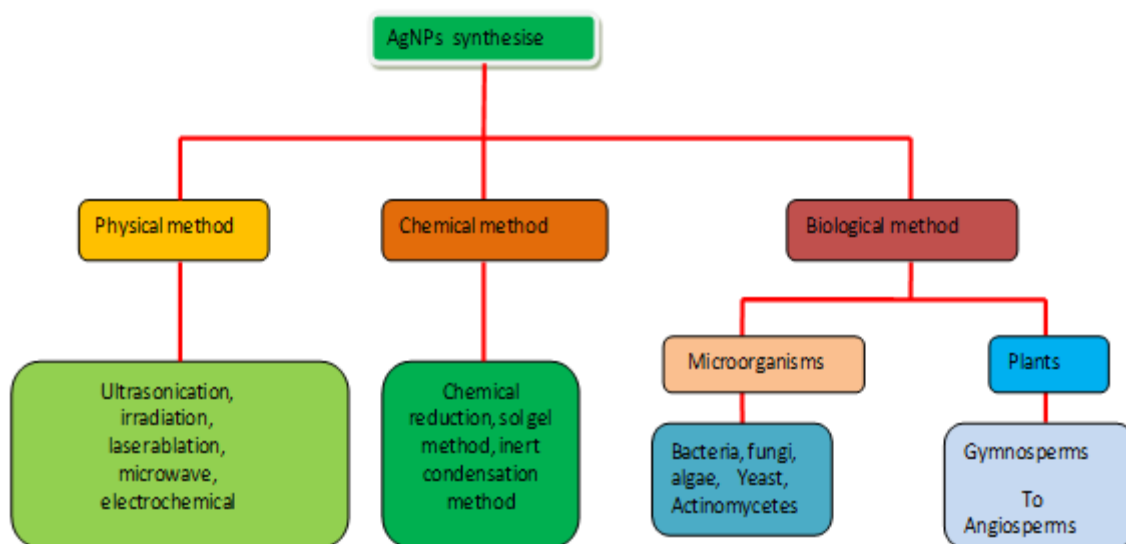 AgNPs synthesise
Physical method
Chemical method
Biological method
Microorganisms
Plants
Ultrasonication,
irradiation,
laserablation,
microwave,
electrochemical
Chemical
reduction, sol gel
method, inert
condensation
method
Bacteria, fungi,
algae, Yeast,
Actinomycetes
Gymnosperms
To
Angiosperms